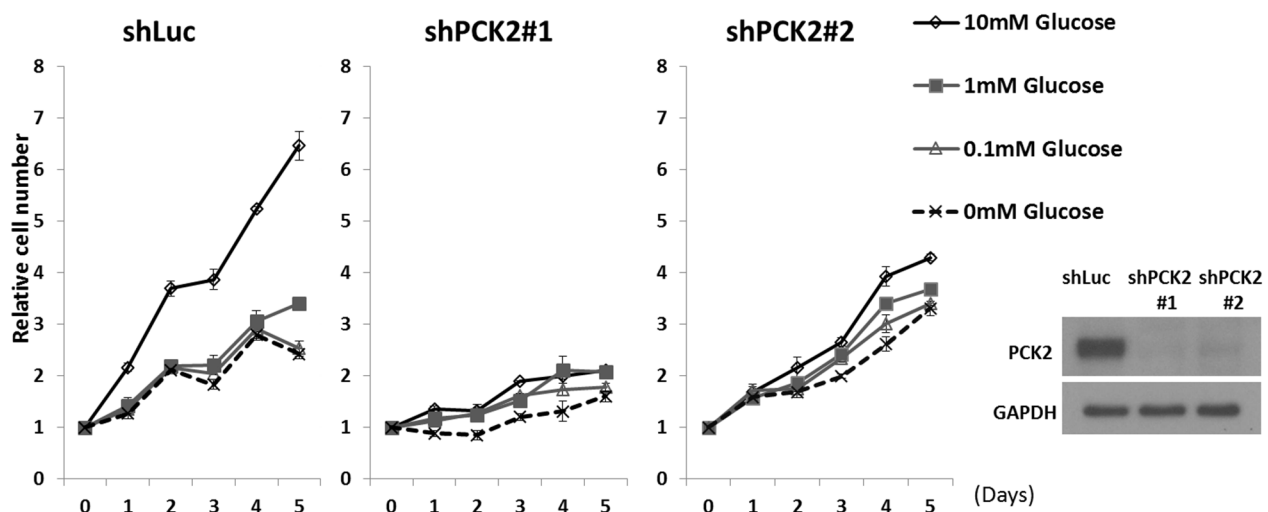 shLuc
shPCK2#1
shPCK2#2
10mM Glucose
1mM Glucose
0.1mM Glucose
0mM Glucose
Relative cell number
8
7
6
5
4
3
2
1
0
0 1 2 3 4 5
8
7
6
5
4
3
2
1
0
0 1 2 3 4 5
8
7
6
5
4
3
2
1
0
0 1 2 3 4 5
(Days)
shLuc shPCK2 shPCK2
#1 #2
PCK2
GAPDH